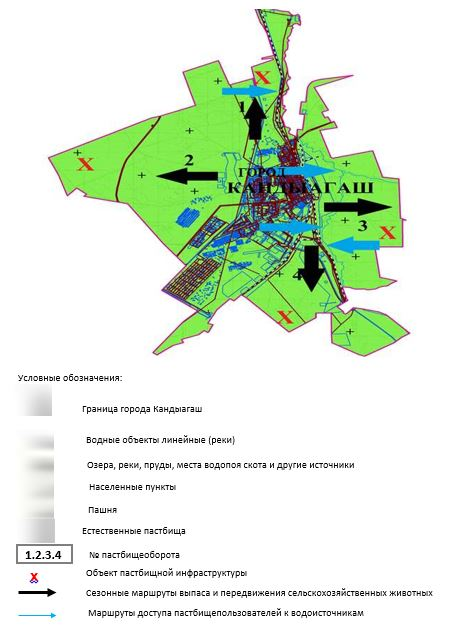 X
1
2
X
ГОРОД
КАНДЫАГАШ
3
X
4
X
Условные обозначения:
Граница города Кандыагаш
Водные объекты линейные (реки)
Озера, реки, пруды, места водопоя скота и другие источники
Населенные пункты
Пашня
Естественные пастбища
1.2.3.4 № пастбищеоборота
X Объект пастбищной инфраструктуры
Сезонные маршруты выпаса и передвижения сельскохозяйственных животных
Маршруты доступа пастбищепользователей к водоисточникам